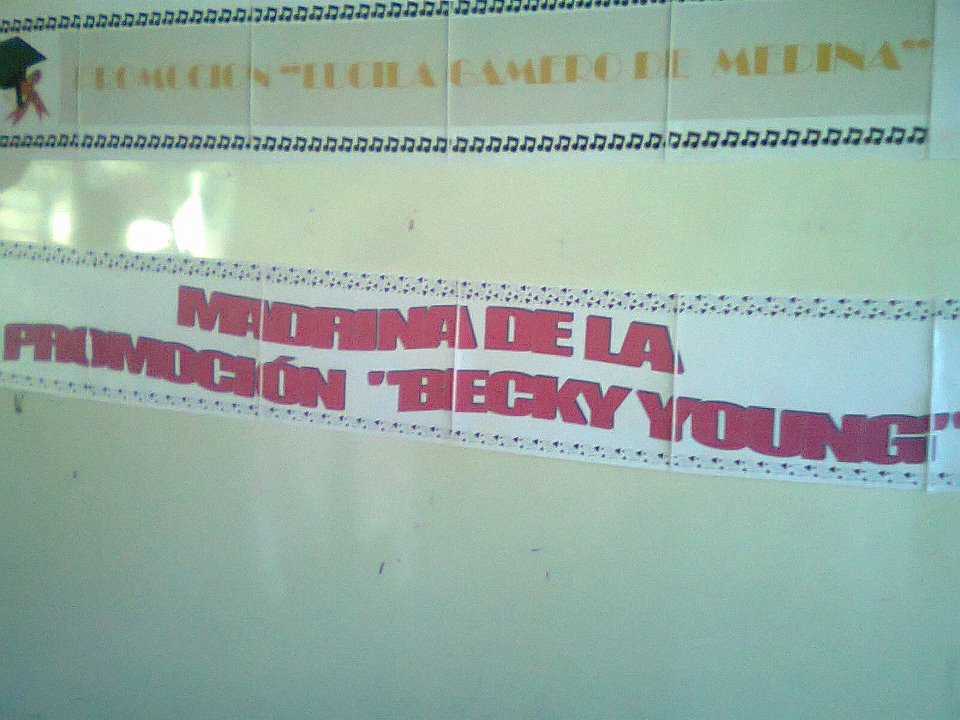 PROMOCION "LUCILA GAMERO DE MEDINA"
MADRINA DE LA
PROMOCIÓN "BECKY YOUNG"